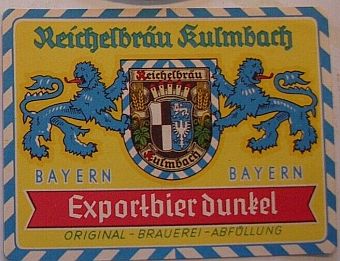 Reichelbräu Kulmbach
Reichelbräu
Kulmbach
BAYERN BAYERN
Exportbier dunkel
ORIGINAL-BRAUEREI-ABFÜLLUNG